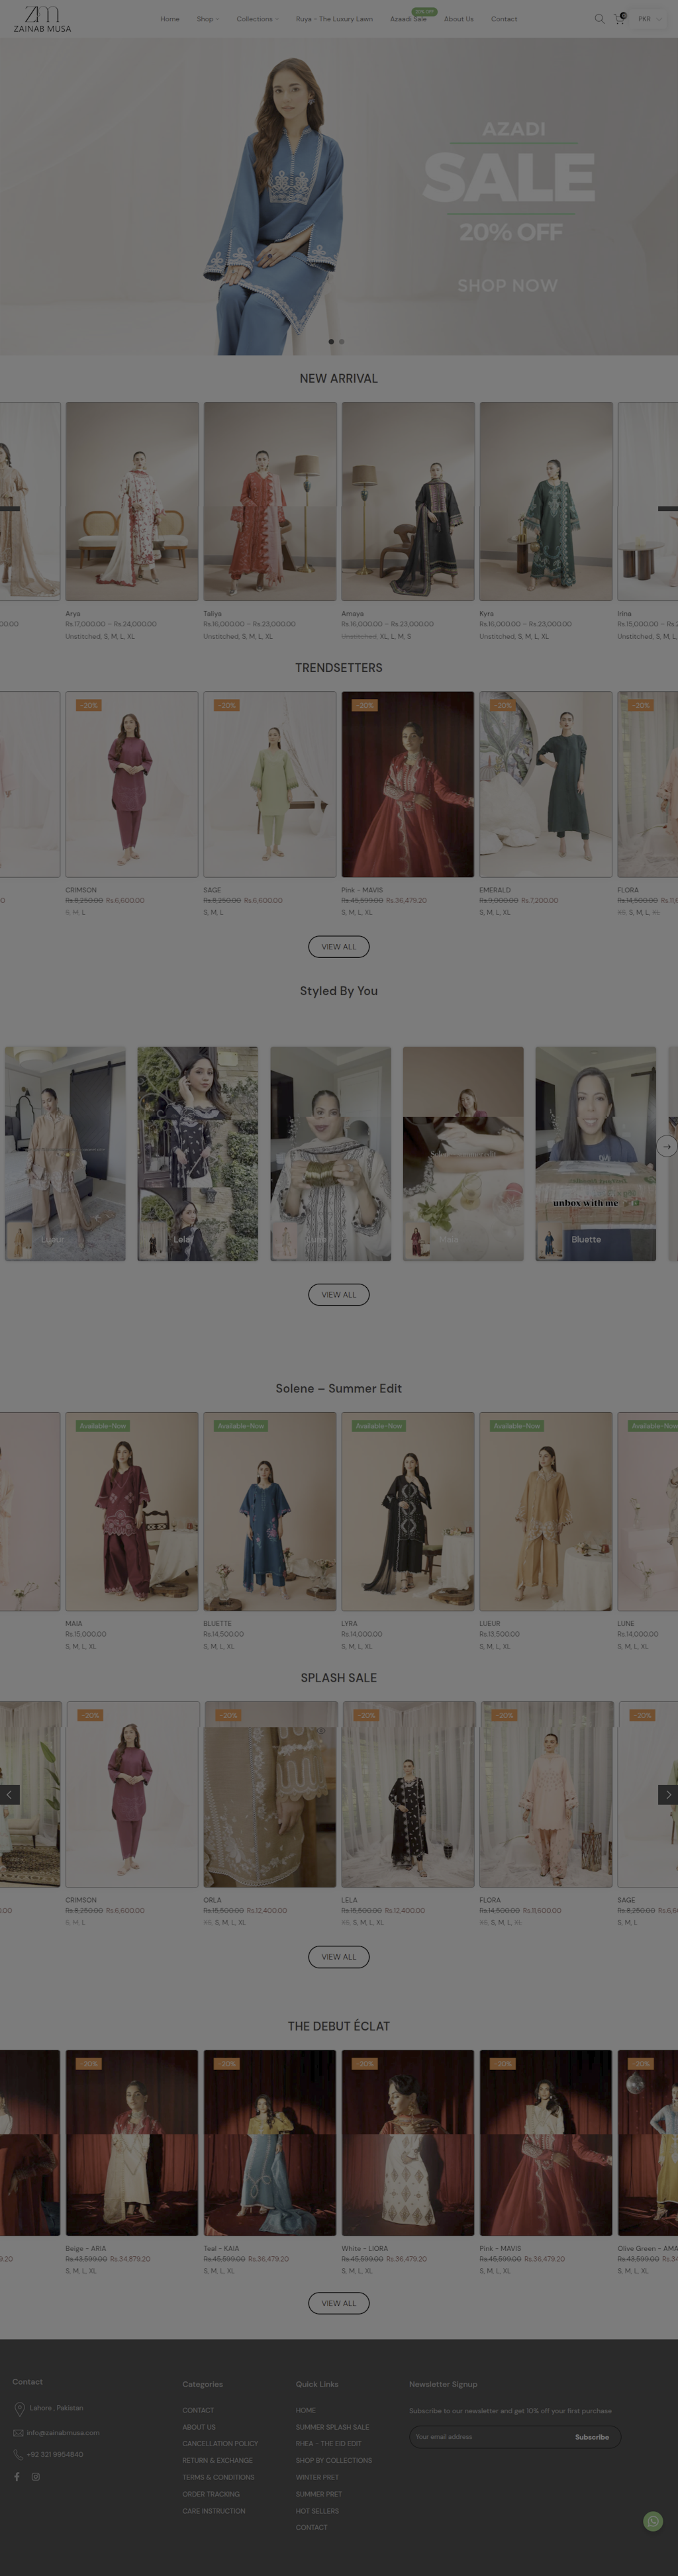 ZAINAB MUSA
Home
Shop
Collections
Ruya - The Luxury Lawn
Azaadi Sale
About Us
Contact
PKR
AZADI
SALE
20% OFF
SHOP NOW
NEW ARRIVAL
Arya
Rs.17,000.00 – Rs.24,000.00
Unstitched, S, M, L, XL
Taliya
Rs.16,000.00 – Rs.23,000.00
Unstitched, S, M, L, XL
Amaya
Rs.16,000.00 – Rs.23,000.00
Unstitched, XL, L, M, S
Kyra
Rs.16,000.00 – Rs.23,000.00
Unstitched, S, M, L, XL
Irina
Rs.15,000.00 –
Unstitched, S, M, L,
TRENDSETTERS
-20%
-20%
-20%
-20%
-20%
CRIMSON
Rs.8,250.00 Rs.6,600.00
S, M, L
SAGE
Rs.8,250.00 Rs.6,600.00
S, M, L
Pink - MAVIS
Rs.45,599.00 Rs.36,479.20
S, M, L, XL
EMERALD
Rs.9,000.00 Rs.7,200.00
S, M, L, XL
FLORA
Rs.14,500.00
XS, S, M, L, XL
VIEW ALL
Styled By You
Lueur
Lela
unbox with me
Bluette
VIEW ALL
Solene – Summer Edit
Available-Now
Available-Now
Available-Now
Available-Now
Available-Now
MAIA
Rs.15,000.00
S, M, L, XL
BLUETTE
Rs.14,500.00
S, M, L, XL
LYRA
Rs.14,000.00
S, M, L, XL
LUEUR
Rs.13,500.00
S, M, L, XL
LUNE
Rs.14,000.00
S, M, L, XL
SPLASH SALE
-20%
-20%
-20%
-20%
-20%
CRIMSON
Rs.8,250.00 Rs.6,600.00
S, M, L
ORLA
Rs.15,500.00 Rs.12,400.00
XS, S, M, L, XL
LELA
Rs.15,500.00 Rs.12,400.00
XS, S, M, L, XL
FLORA
Rs.14,500.00 Rs.11,600.00
XS, S, M, L, XL
SAGE
Rs.8,250.00
S, M, L
VIEW ALL
THE DEBUT ÉCLAT
-20%
-20%
-20%
-20%
-20%
Beige - ARIA
Rs.43,599.00 Rs.34,879.20
S, M, L, XL
Teal - KAIA
Rs.45,599.00 Rs.36,479.20
S, M, L, XL
White - LIORA
Rs.45,599.00 Rs.36,479.20
S, M, L, XL
Pink - MAVIS
Rs.45,599.00 Rs.36,479.20
S, M, L, XL
Olive Green - AMA
Rs.43,599.00
S, M, L, XL
VIEW ALL
Contact
Lahore , Pakistan
info@zainabmusa.com
+92 321 9954840
Categories
CONTACT
ABOUT US
CANCELLATION POLICY
RETURN & EXCHANGE
TERMS & CONDITIONS
ORDER TRACKING
CARE INSTRUCTION
Quick Links
HOME
SUMMER SPLASH SALE
RHEA - THE EID EDIT
SHOP BY COLLECTIONS
WINTER PRET
SUMMER PRET
HOT SELLERS
CONTACT
Newsletter Signup
Subscribe to our newsletter and get 10% off your first purchase
Your email address
Subscribe